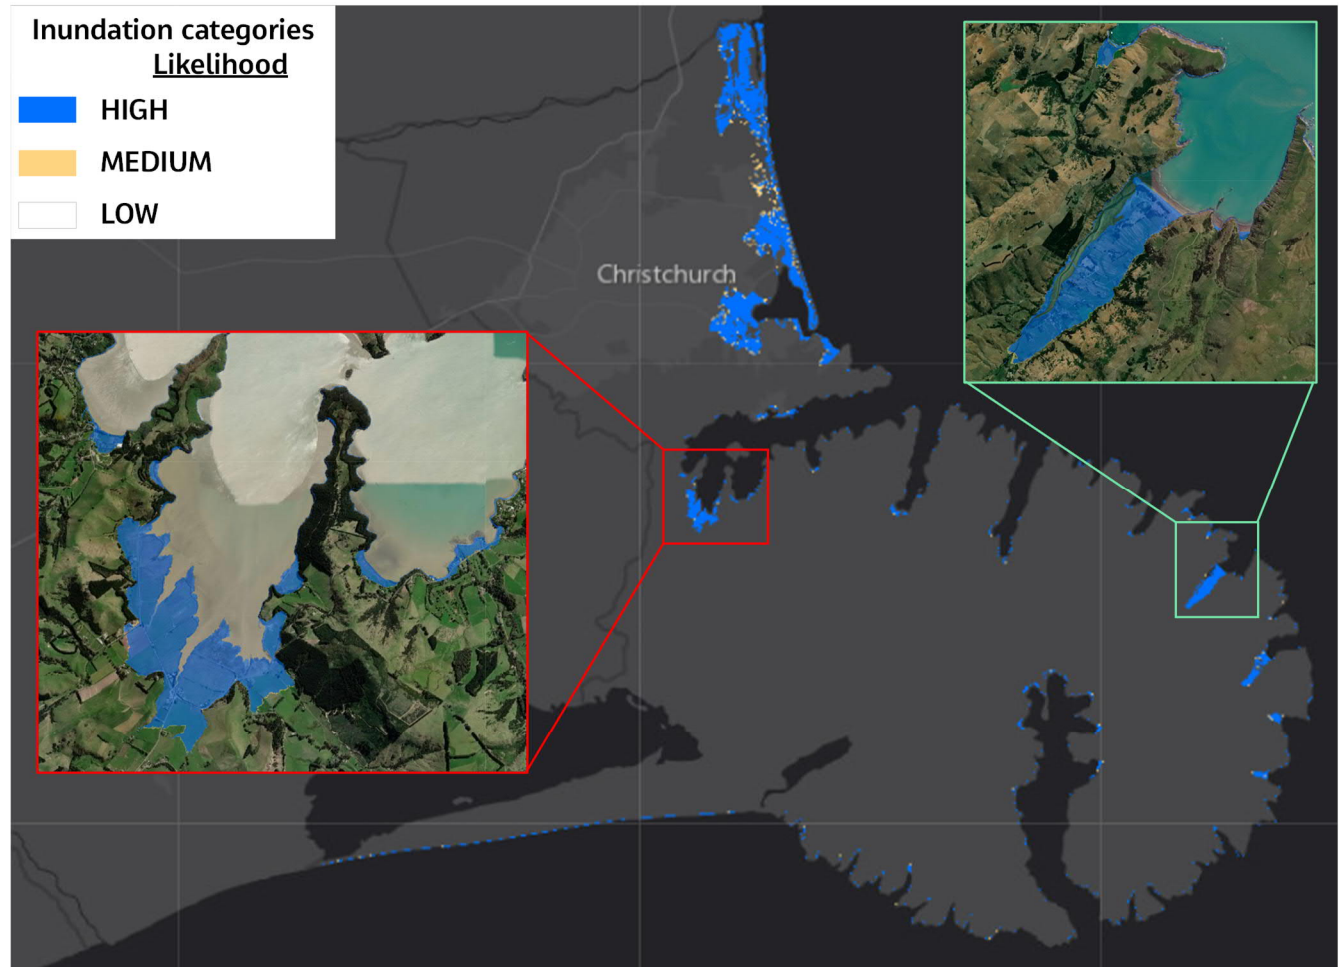 Inundation categories
Likelihood
HIGH
MEDIUM
LOW
Christchurch